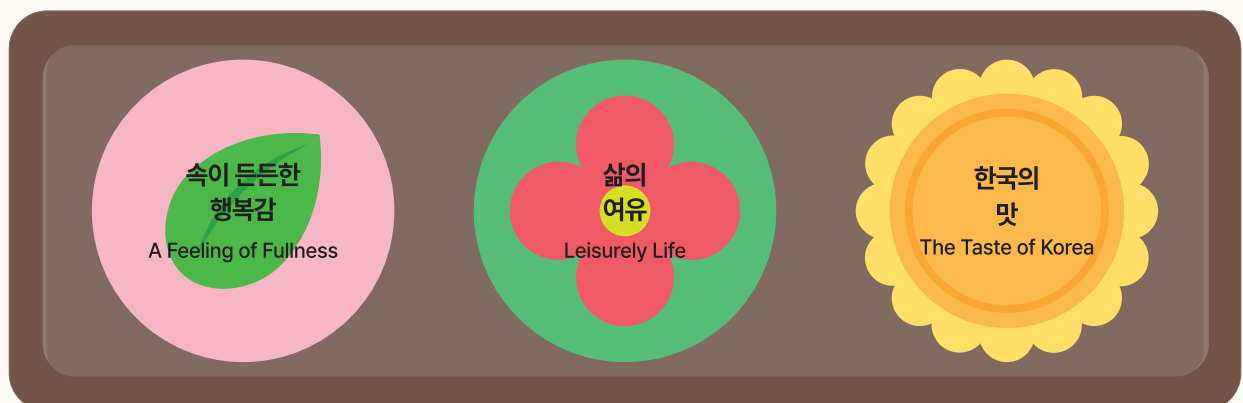 속이 든든한
행복감
A Feeling of Fullness
삶의
여유
Leisurely Life
한국의
맛
The Taste of Korea